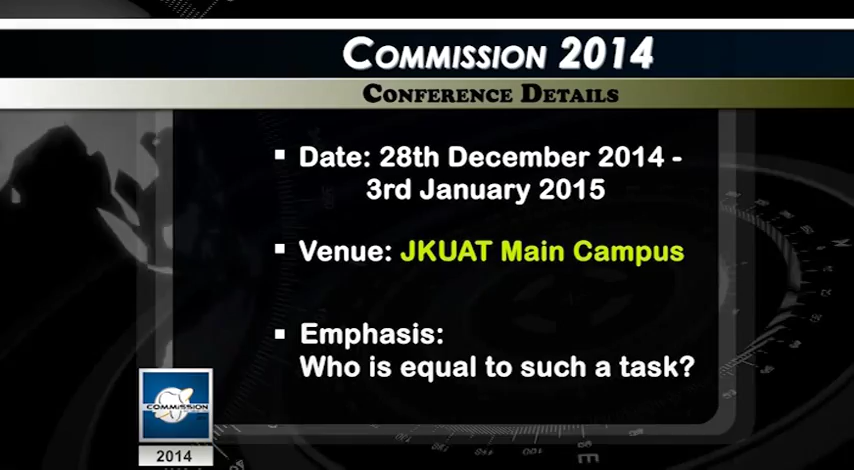 COMMISSION 2014
CONFERENCE DETAILS
▪ Date: 28th December 2014 -
3rd January 2015
▪ Venue: JKUAT Main Campus
▪ Emphasis:
Who is equal to such a task?
COMMISSION
2014